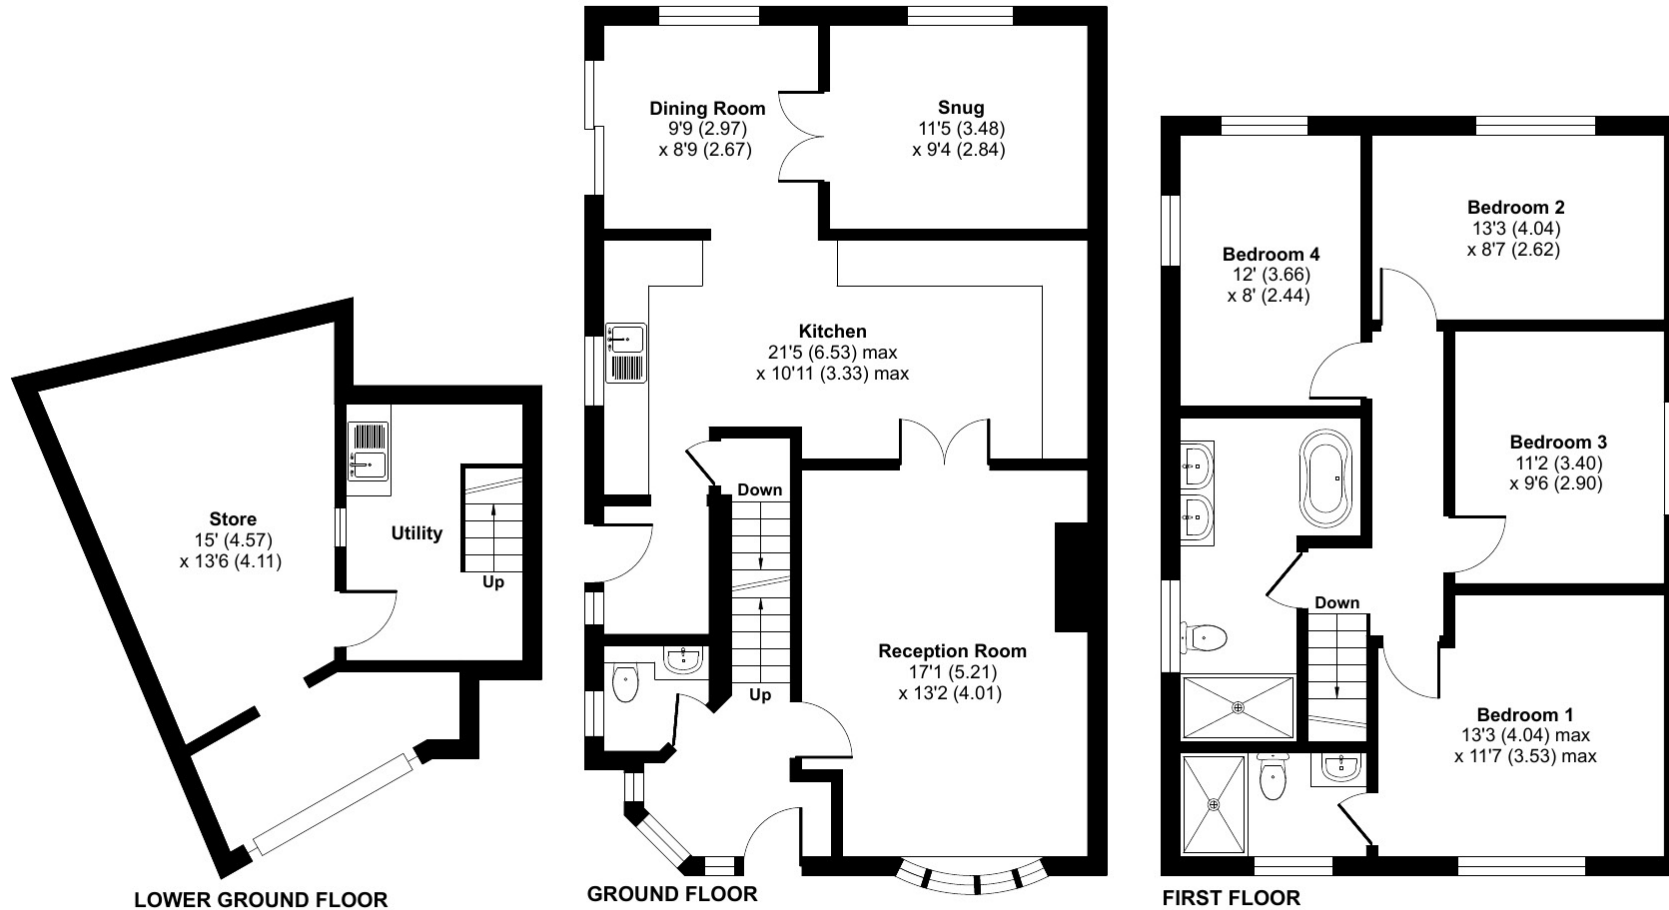 Store
15' (4.57)
x 13'6 (4.11)
Utility
Up
LOWER GROUND FLOOR
Dining Room
9'9 (2.97)
x 8'9 (2.67)
Snug
11'5 (3.48)
x 9'4 (2.84)
Kitchen
21'5 (6.53) max
x 10'11 (3.33) max
Down
Up
Reception Room
17'1 (5.21)
x 13'2 (4.01)
GROUND FLOOR
Bedroom 4
12' (3.66)
x 8' (2.44)
Bedroom 2
13'3 (4.04)
x 8'7 (2.62)
Bedroom 3
11'2 (3.40)
x 9'6 (2.90)
Down
Bedroom 1
13'3 (4.04) max
x 11'7 (3.53) max
FIRST FLOOR